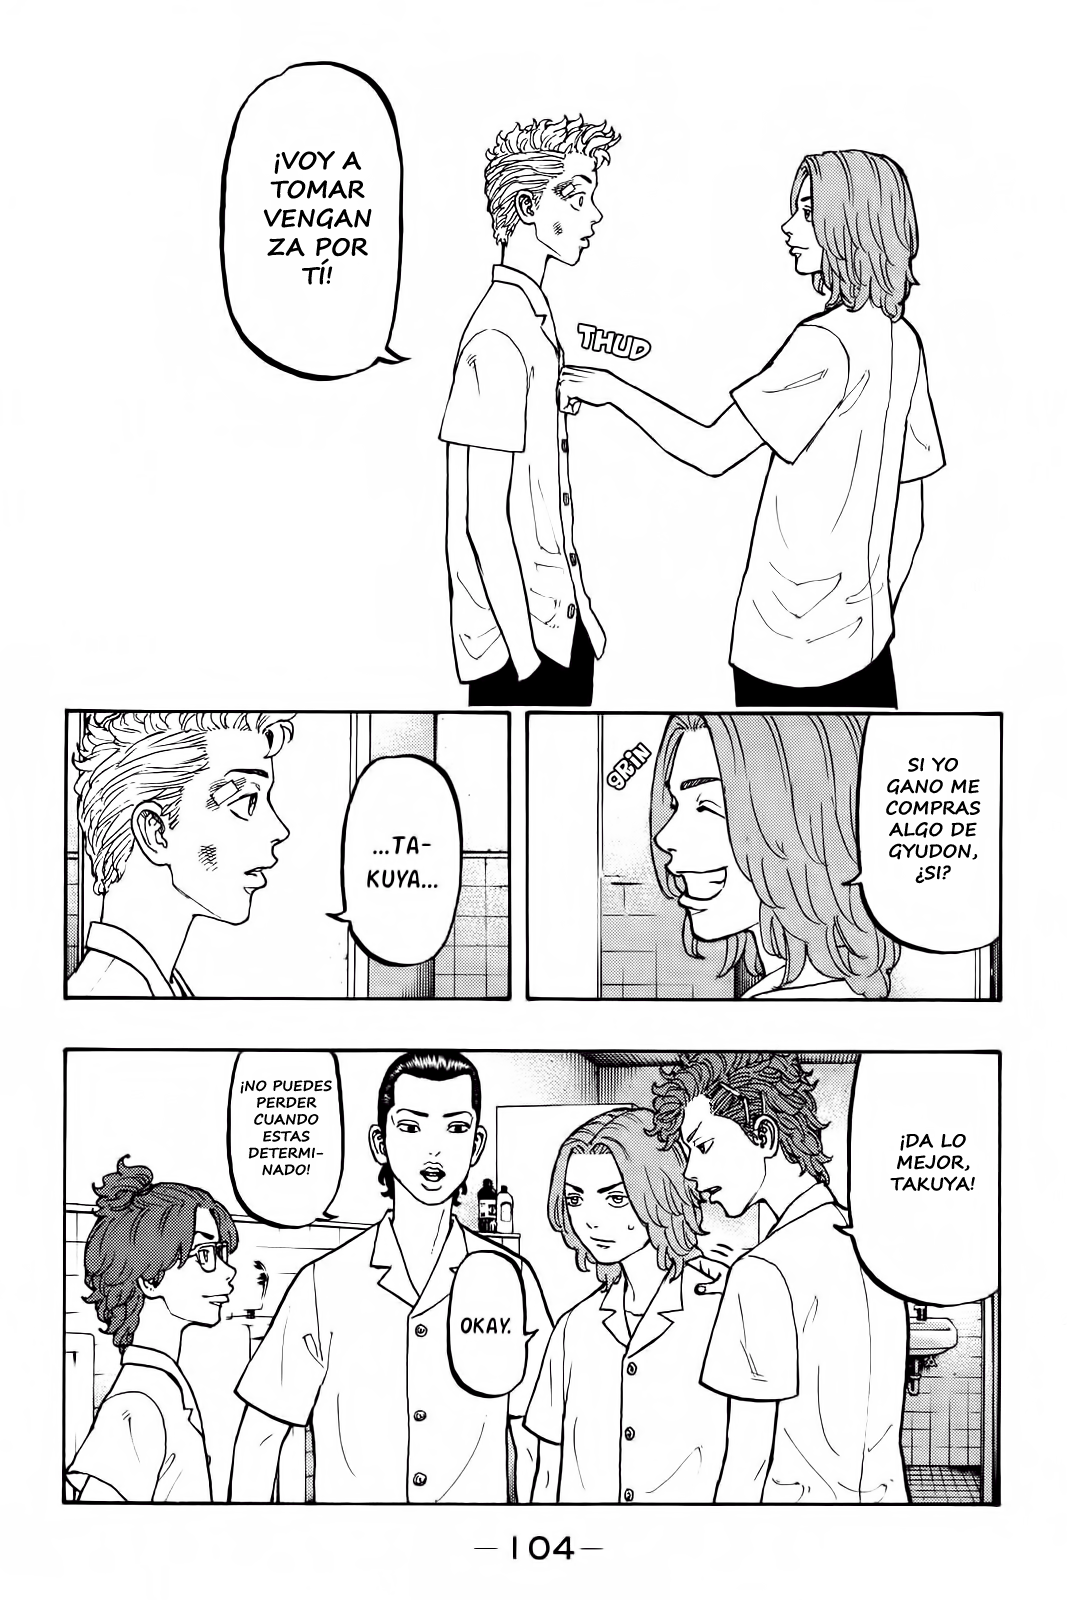 ¡VOY A
TOMAR
VENGAN
ZA POR
TÍ!
THUD
GRIN
SI YO
GANO ME
COMPRAS
ALGO DE
GYUDON,
¿SI?
...TA-
KUYA...
¡DA LO
MEJOR,
TAKUYA!
¡NO PUEDES
PERDER
CUANDO
ESTAS
DETERMI-
NADO!
OKAY.
—104—